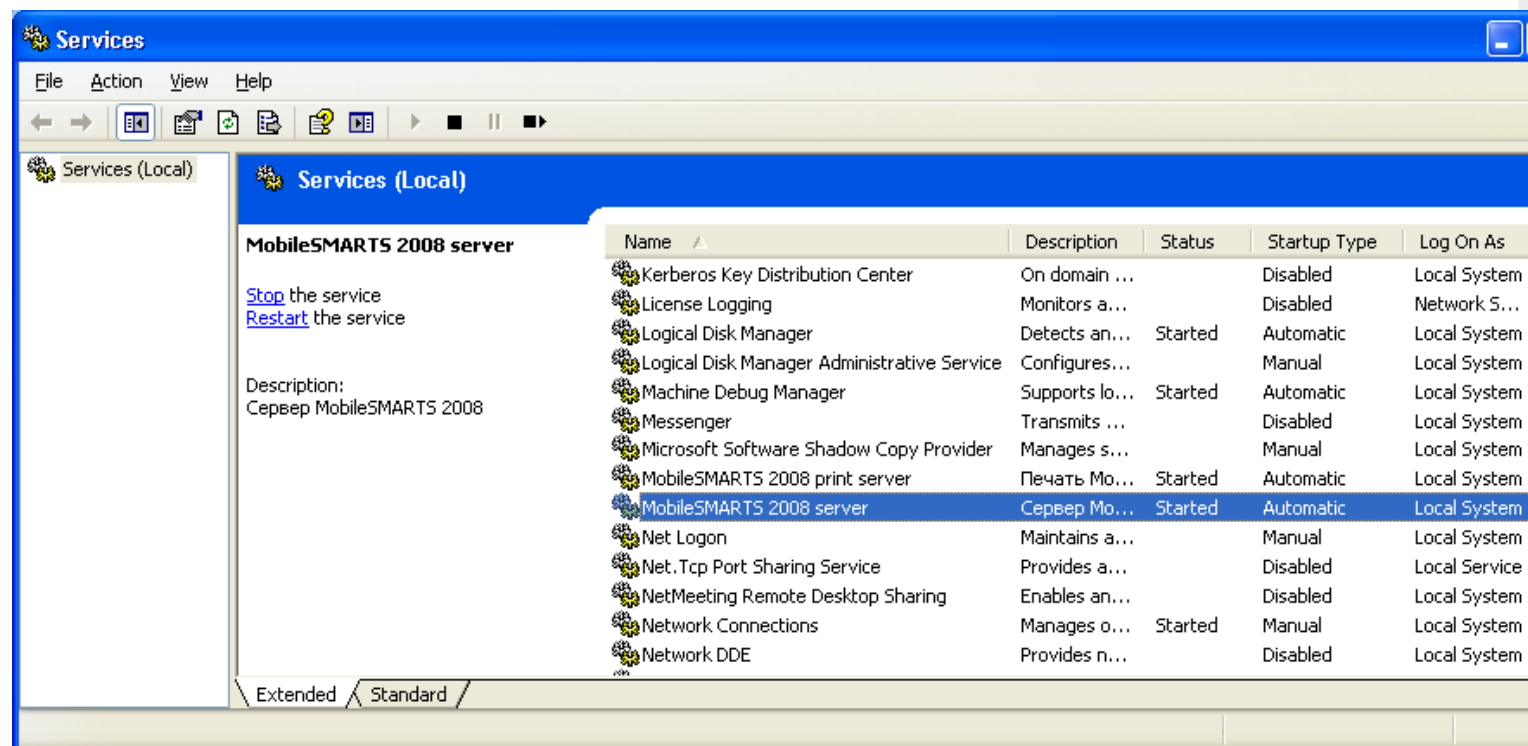 Services
File Action View Help
Services (Local)
Services (Local)
MobileSMARTS 2008 server
Stop the service
Restart the service
Description:
Сервер MobileSMARTS 2008
Name Description Status Startup Type Log On As
Kerberos Key Distribution Center On domain ... Disabled Local System
License Logging Monitors a... Disabled Network S...
Logical Disk Manager Detects an... Started Automatic Local System
Logical Disk Manager Administrative Service Configures... Manual Local System
Machine Debug Manager Supports lo... Started Automatic Local System
Messenger Transmits ... Disabled Local System
Microsoft Software Shadow Copy Provider Manages s... Manual Local System
MobileSMARTS 2008 print server Печать Mo... Started Automatic Local System
MobileSMARTS 2008 server Сервер Mo... Started Automatic Local System
Net Logon Maintains a... Manual Local System
Net.Tcp Port Sharing Service Provides a... Disabled Local Service
NetMeeting Remote Desktop Sharing Enables an... Disabled Local System
Network Connections Manages o... Started Manual Local System
Network DDE Provides n... Disabled Local System
Extended Standard